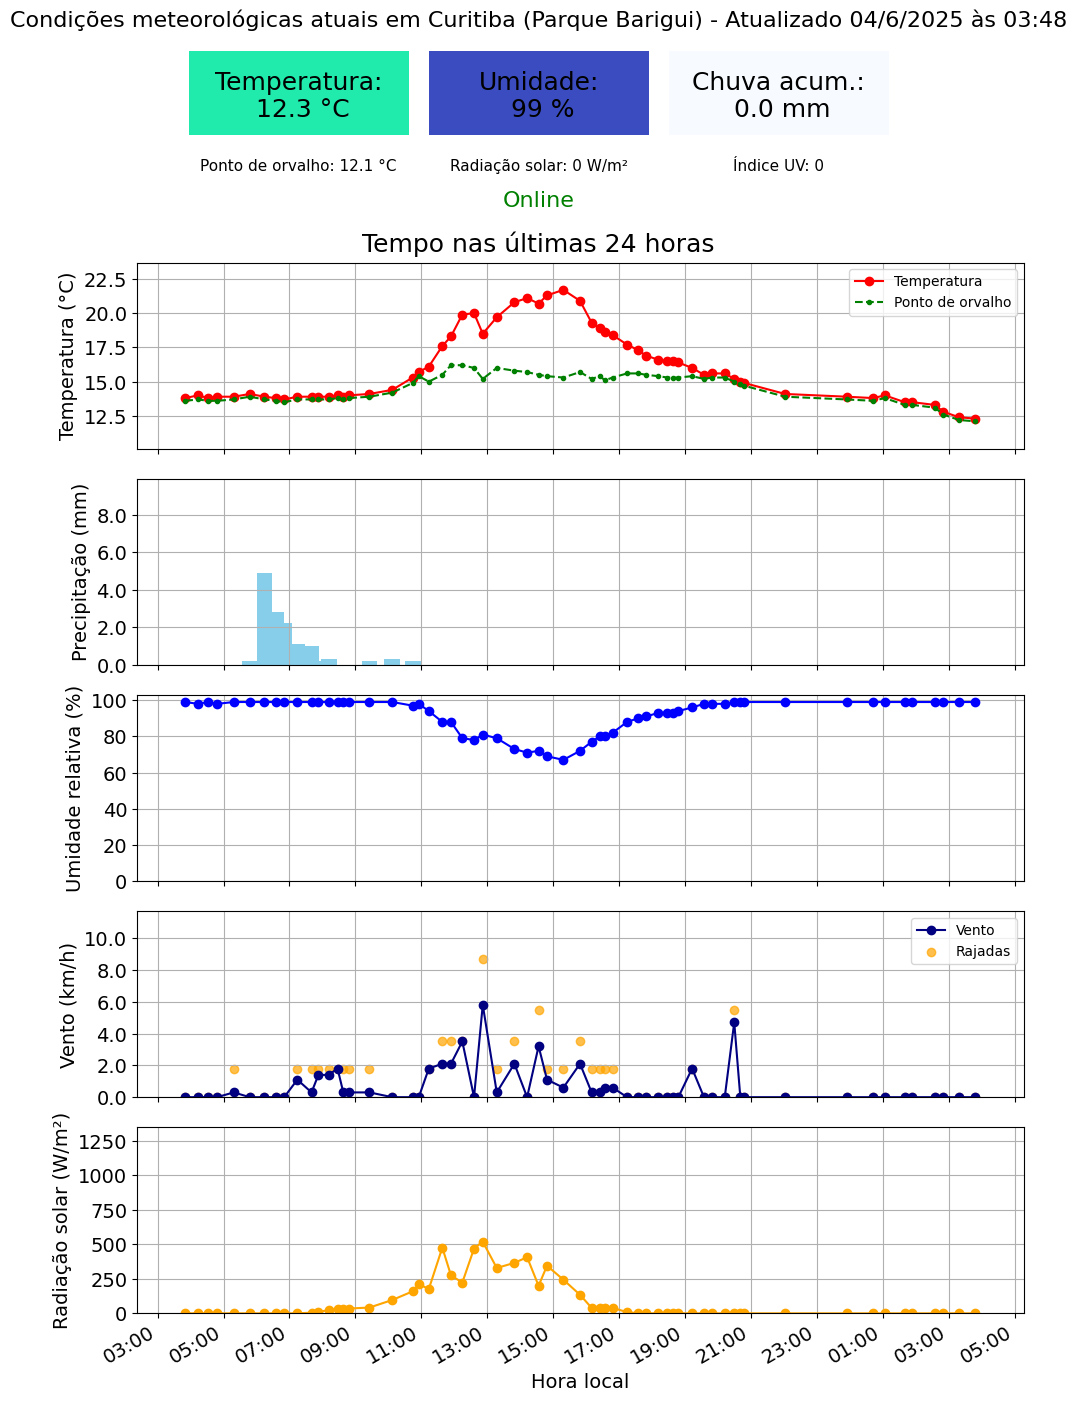 Condições meteorológicas atuais em Curitiba (Parque Barigui) - Atualizado 04/6/2025 às 03:48
Temperatura:
12.3 °C
Umidade:
99 %
Chuva acum.:
0.0 mm
Ponto de orvalho: 12.1 °C
Radiação solar: 0 W/m²
Índice UV: 0
Online
Tempo nas últimas 24 horas
Temperatura (°C)
22.5
20.0
17.5
15.0
12.5
Temperatura
Ponto de orvalho
Precipitação (mm)
8.0
6.0
4.0
2.0
0.0
Umidade relativa (%)
100
80
60
40
20
0
Vento (km/h)
10.0
8.0
6.0
4.0
2.0
0.0
Vento
Rajadas
Radiação solar (W/m²)
1250
1000
750
500
250
0
03:00
05:00
07:00
09:00
11:00
13:00
15:00
17:00
19:00
21:00
23:00
01:00
03:00
05:00
Hora local